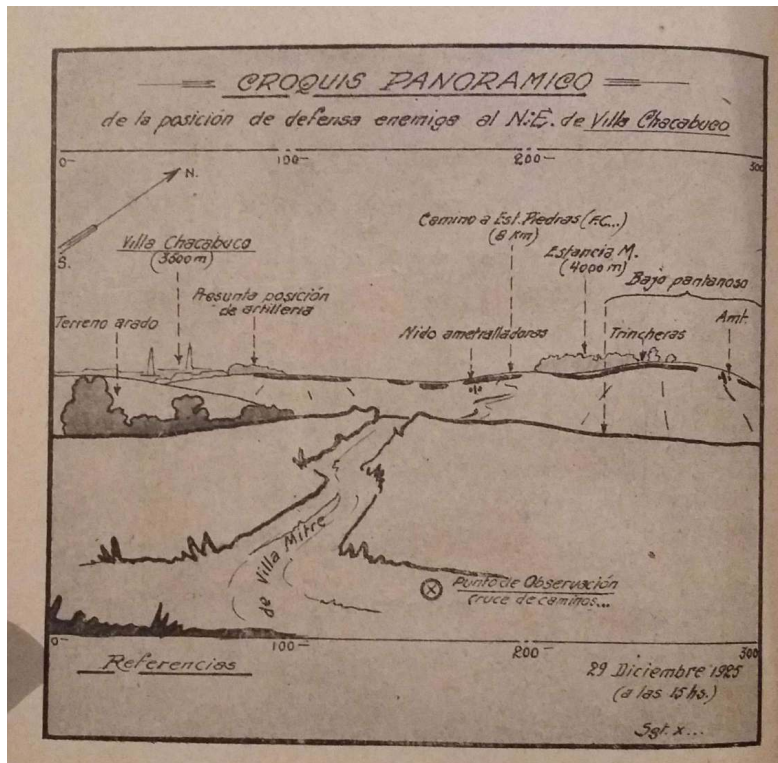 CROQUIS PANORAMICO
de la posición de defensa enemiga al N.E. de Villa Chacabuco
0- 100- 200- 300
N.
S.
Villa Chacabuco
(3500 m)
Camino a Est. Piedras (F.C...)
(8 Km)
Estancia M.
(4000 m)
Bajo pantanoso
Presunta posición
de artillería
Terreno arado
Nido ametralladoras
Trincheras
Amt.
de Villa Mitre
Punto de Observación
cruce de caminos...
0- 100- 200- 300
Referencias
29 Diciembre 1925
(a las 15 hs.)
Sgt. x...